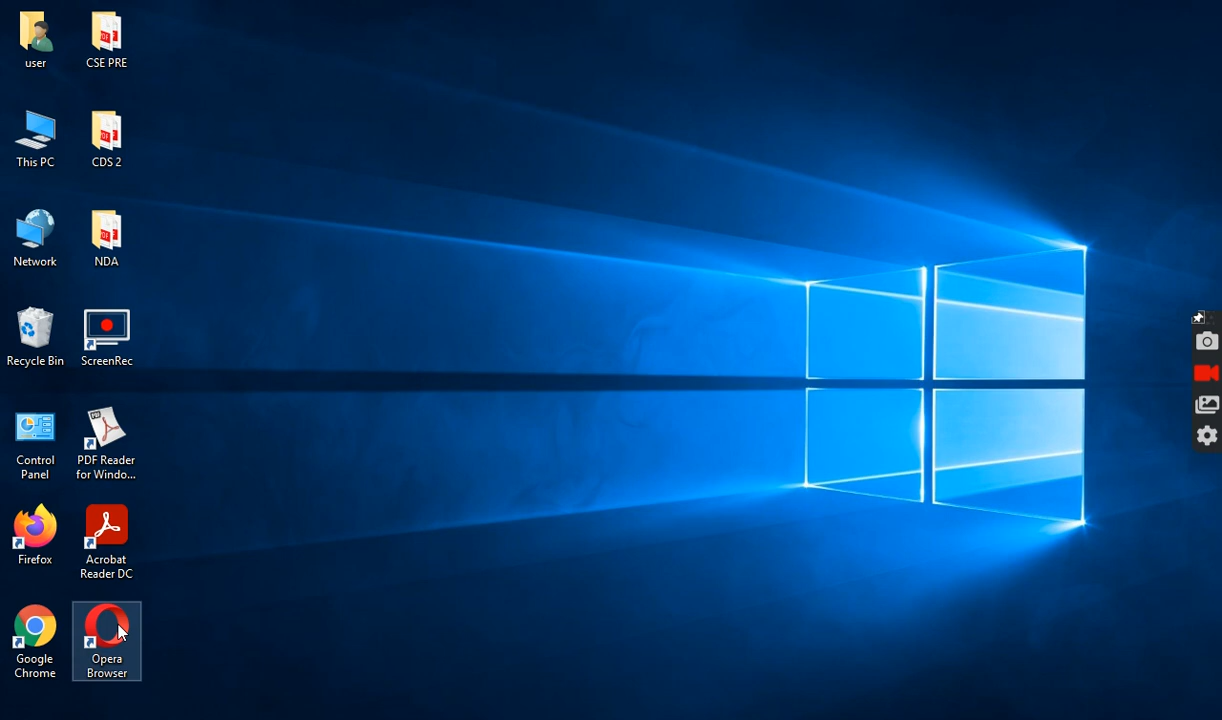 user
CSE PRE
This PC
CDS 2
Network
NDA
Recycle Bin
ScreenRec
Control
Panel
PDF Reader
for Windo...
Firefox
Acrobat
Reader DC
Google
Chrome
Opera
Browser